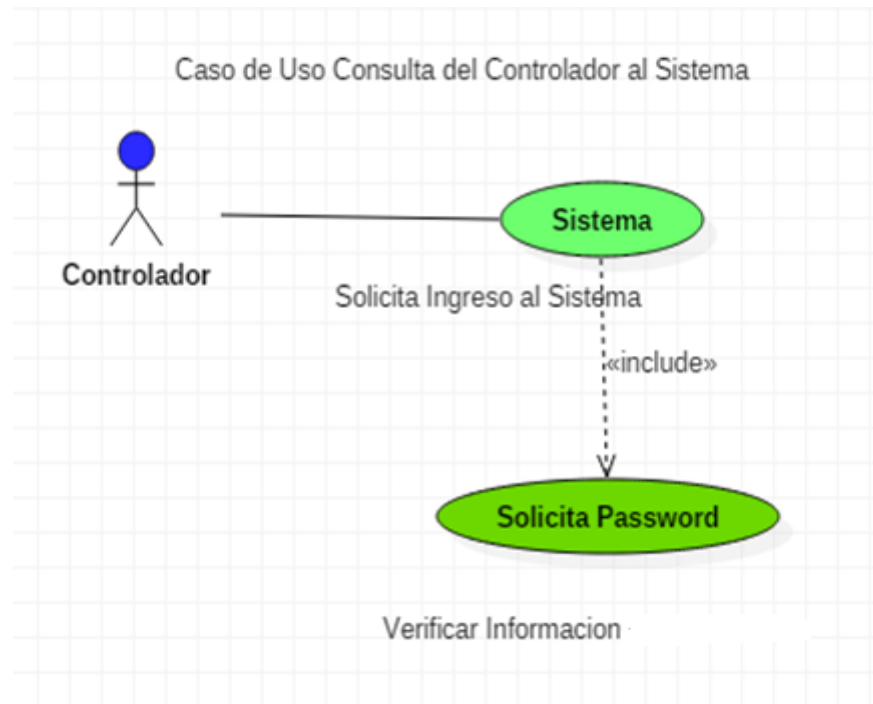 Caso de Uso Consulta del Controlador al Sistema
Sistema
Controlador
Solicita Ingreso al Sistema
«include»
Solicita Password
Verificar Informacion